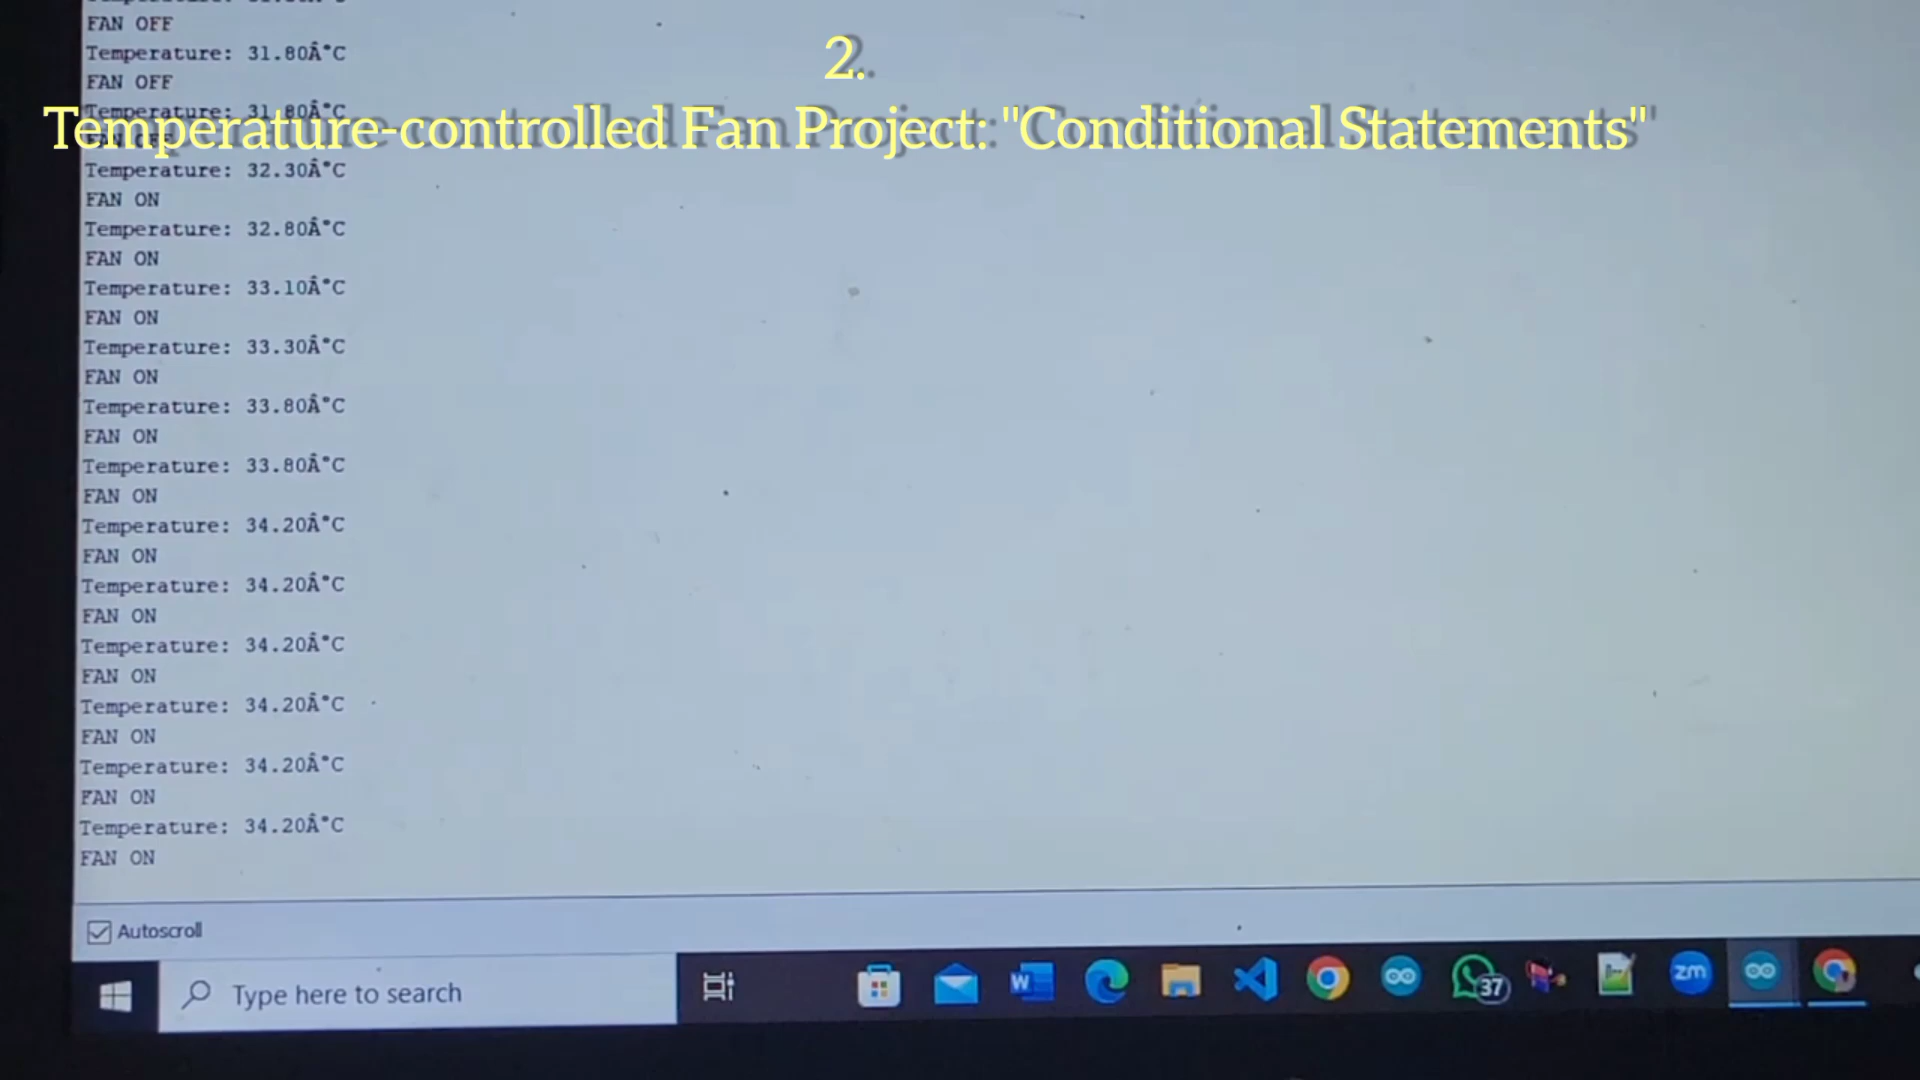 FAN OFF
Temperature: 31.80Â°C
FAN OFF
Temperature: 31.80Â°C
2.
Temperature-controlled Fan Project: "Conditional Statements"
Temperature: 32.30Â°C
FAN ON
Temperature: 32.80Â°C
FAN ON
Temperature: 33.10Â°C
FAN ON
Temperature: 33.30Â°C
FAN ON
Temperature: 33.80Â°C
FAN ON
Temperature: 33.80Â°C
FAN ON
Temperature: 34.20Â°C
FAN ON
Temperature: 34.20Â°C
FAN ON
Temperature: 34.20Â°C
FAN ON
Temperature: 34.20Â°C
FAN ON
Temperature: 34.20Â°C
FAN ON
Temperature: 34.20Â°C
FAN ON
Autoscroll
Type here to search
W
37
zm